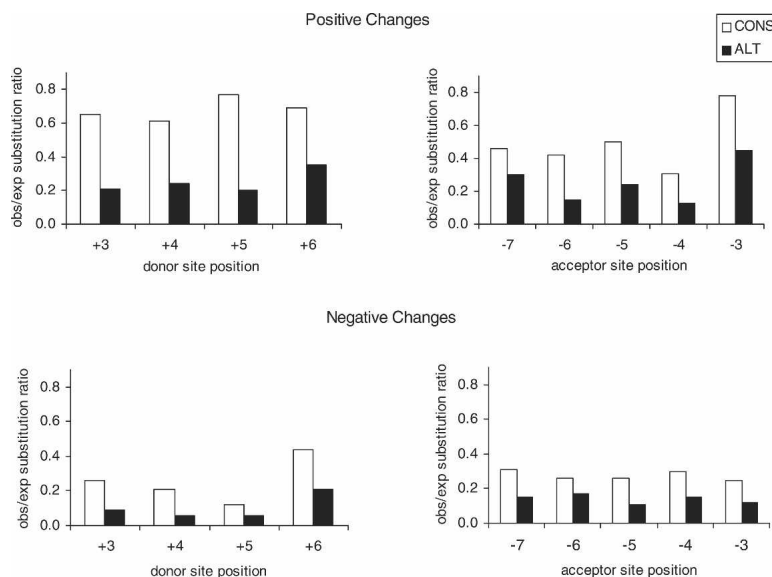 Positive Changes
CONS
ALT
obs/exp substitution ratio
0.8
0.6
0.4
0.2
0.0
+3 +4 +5 +6
donor site position
obs/exp substitution ratio
0.8
0.6
0.4
0.2
0.0
-7 -6 -5 -4 -3
acceptor site position
Negative Changes
obs/exp substitution ratio
0.8
0.6
0.4
0.2
0.0
+3 +4 +5 +6
donor site position
obs/exp substitution ratio
0.8
0.6
0.4
0.2
0.0
-7 -6 -5 -4 -3
acceptor site position